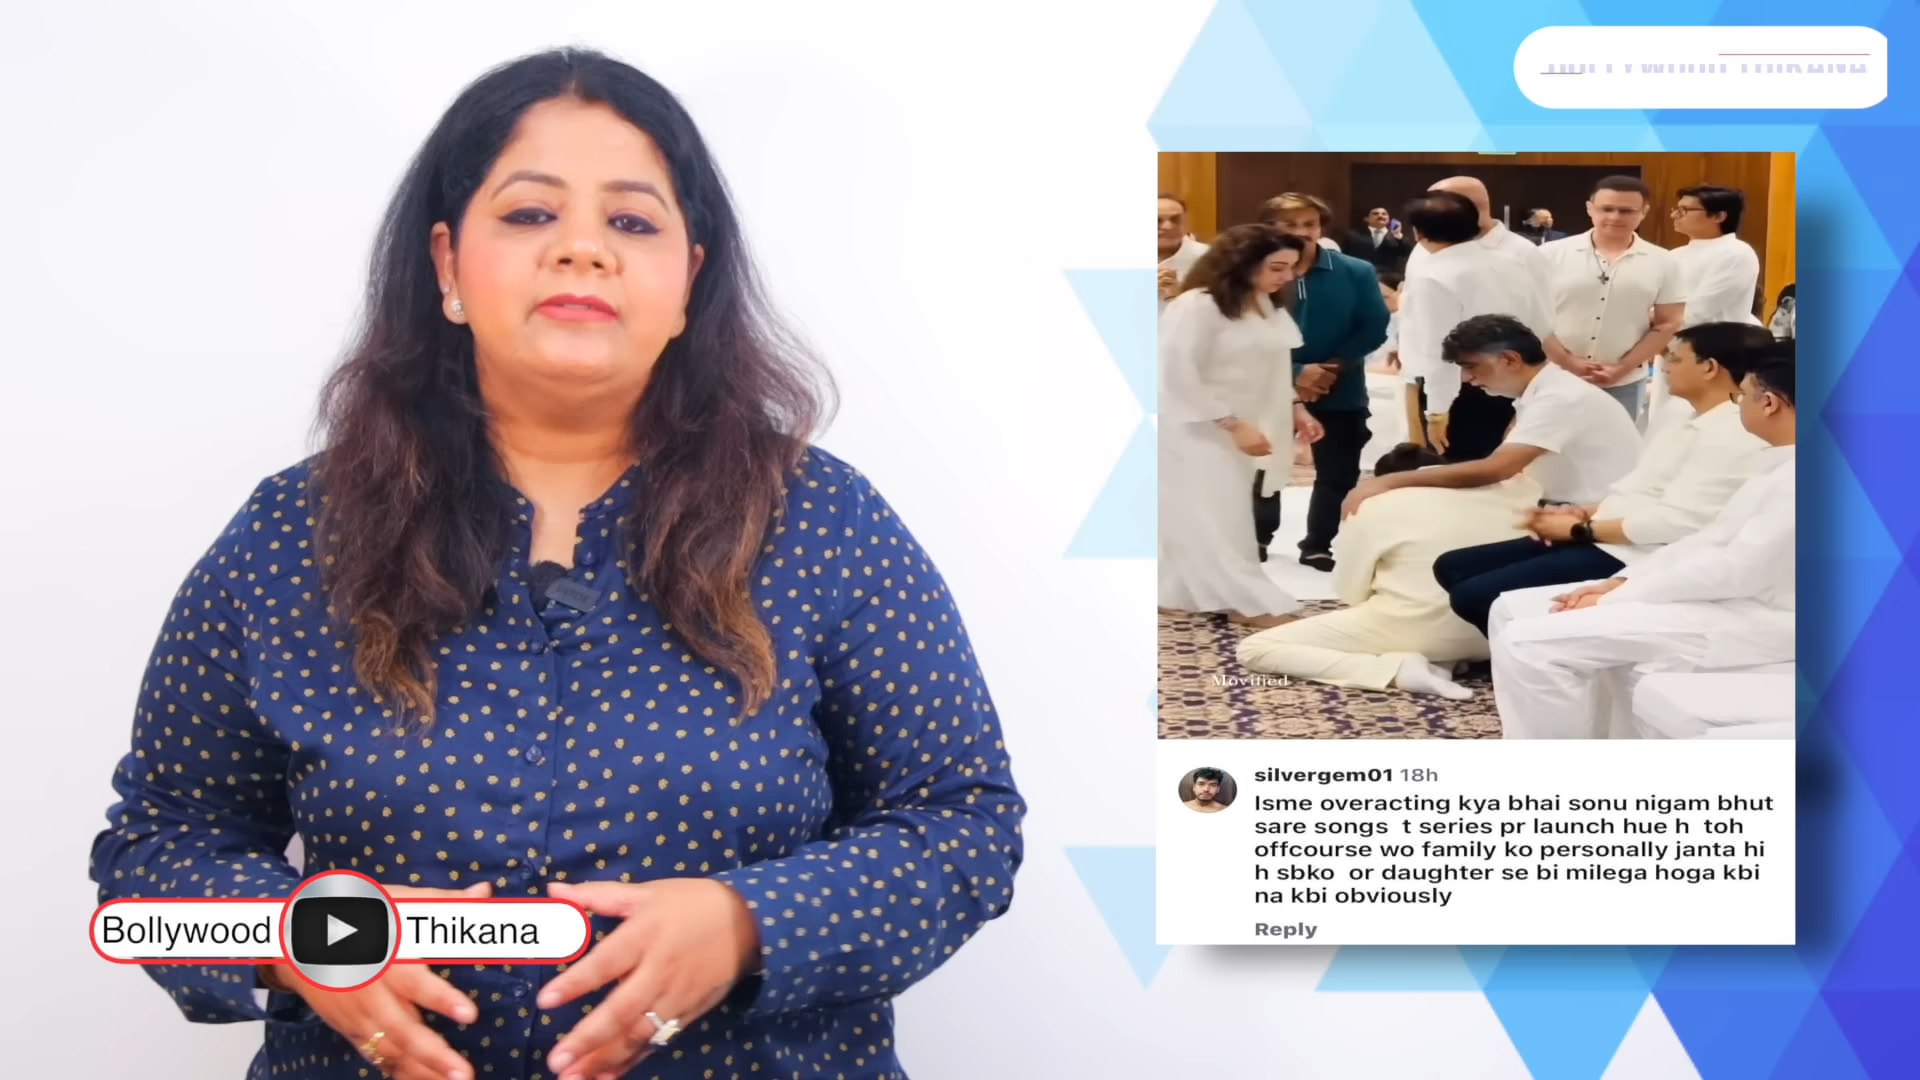 Movified
silvergem01 18h
Isme overacting kya bhai sonu nigam bhut
sare songs t series pr launch hue h toh
offcourse wo family ko personally janta hi
h sbko or daughter se bi milega hoga kbi
na kbi obviously
Reply
Bollywood Thikana